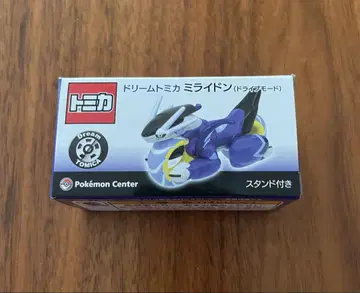 トミカ
ドリームトミカ ミライドン(ドライブモード)
Dream
TOMICA
Pokémon Center
スタンド付き